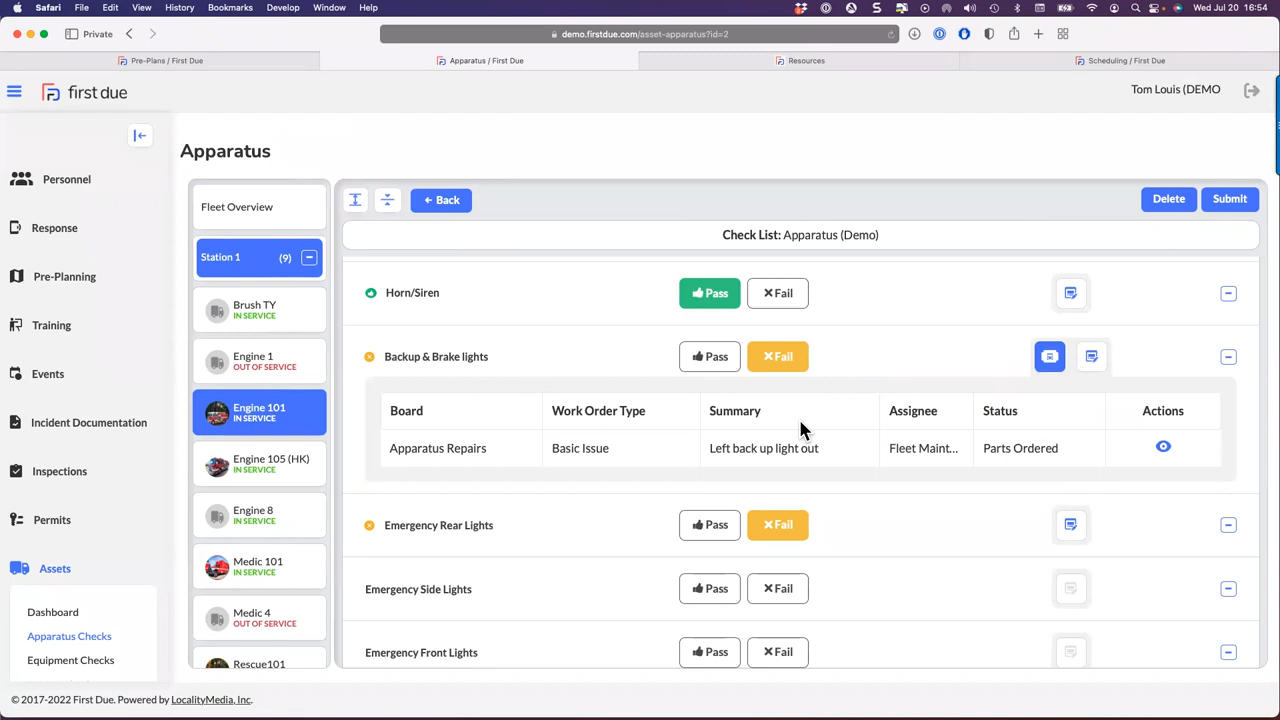 Safari File Edit View History Bookmarks Develop Window Help Wed Jul 20 16:54
Private demo.firstdue.com/asset-apparatus?id=2
Pre-Plans / First Due Apparatus / First Due Resources Scheduling / First Due
first due Tom Louis (DEMO
Apparatus
Personnel
Response
Pre-Planning
Training
Events
Incident Documentation
Inspections
Permits
Assets
Dashboard
Apparatus Checks
Equipment Checks
Fleet Overview
Station 1 (9)
Brush TY
IN SERVICE
Engine 1
OUT OF SERVICE
Engine 101
IN SERVICE
Engine 105 (HK)
IN SERVICE
Engine 8
IN SERVICE
Medic 101
IN SERVICE
Medic 4
OUT OF SERVICE
Rescue101
← Back Delete Submit
Check List: Apparatus (Demo)
Horn/Siren Pass Fail
Backup & Brake lights Pass Fail
Board Work Order Type Summary Assignee Status Actions
Apparatus Repairs Basic Issue Left back up light out Fleet Maint... Parts Ordered
Emergency Rear Lights Pass Fail
Emergency Side Lights Pass Fail
Emergency Front Lights Pass Fail
© 2017-2022 First Due. Powered by LocalityMedia, Inc.